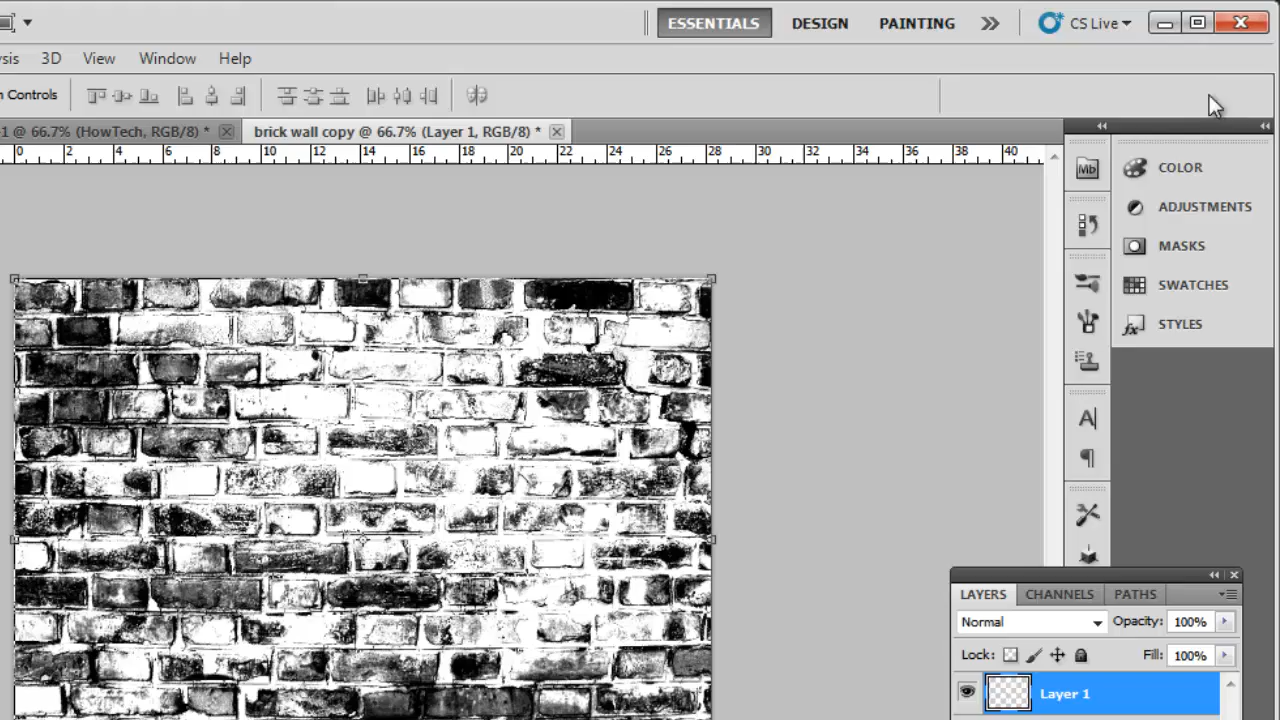 ESSENTIALS DESIGN PAINTING CS Live
sis 3D View Window Help
n Controls
1 @ 66.7% (HowTech, RGB/8) * brick wall copy @ 66.7% (Layer 1, RGB/8) *
0 2 4 6 8 10 12 14 16 18 20 22 24 26 28 30 32 34 36 38 40
Mb COLOR
ADJUSTMENTS
MASKS
SWATCHES
STYLES
LAYERS CHANNELS PATHS
Normal Opacity: 100%
Lock: Fill: 100%
Layer 1